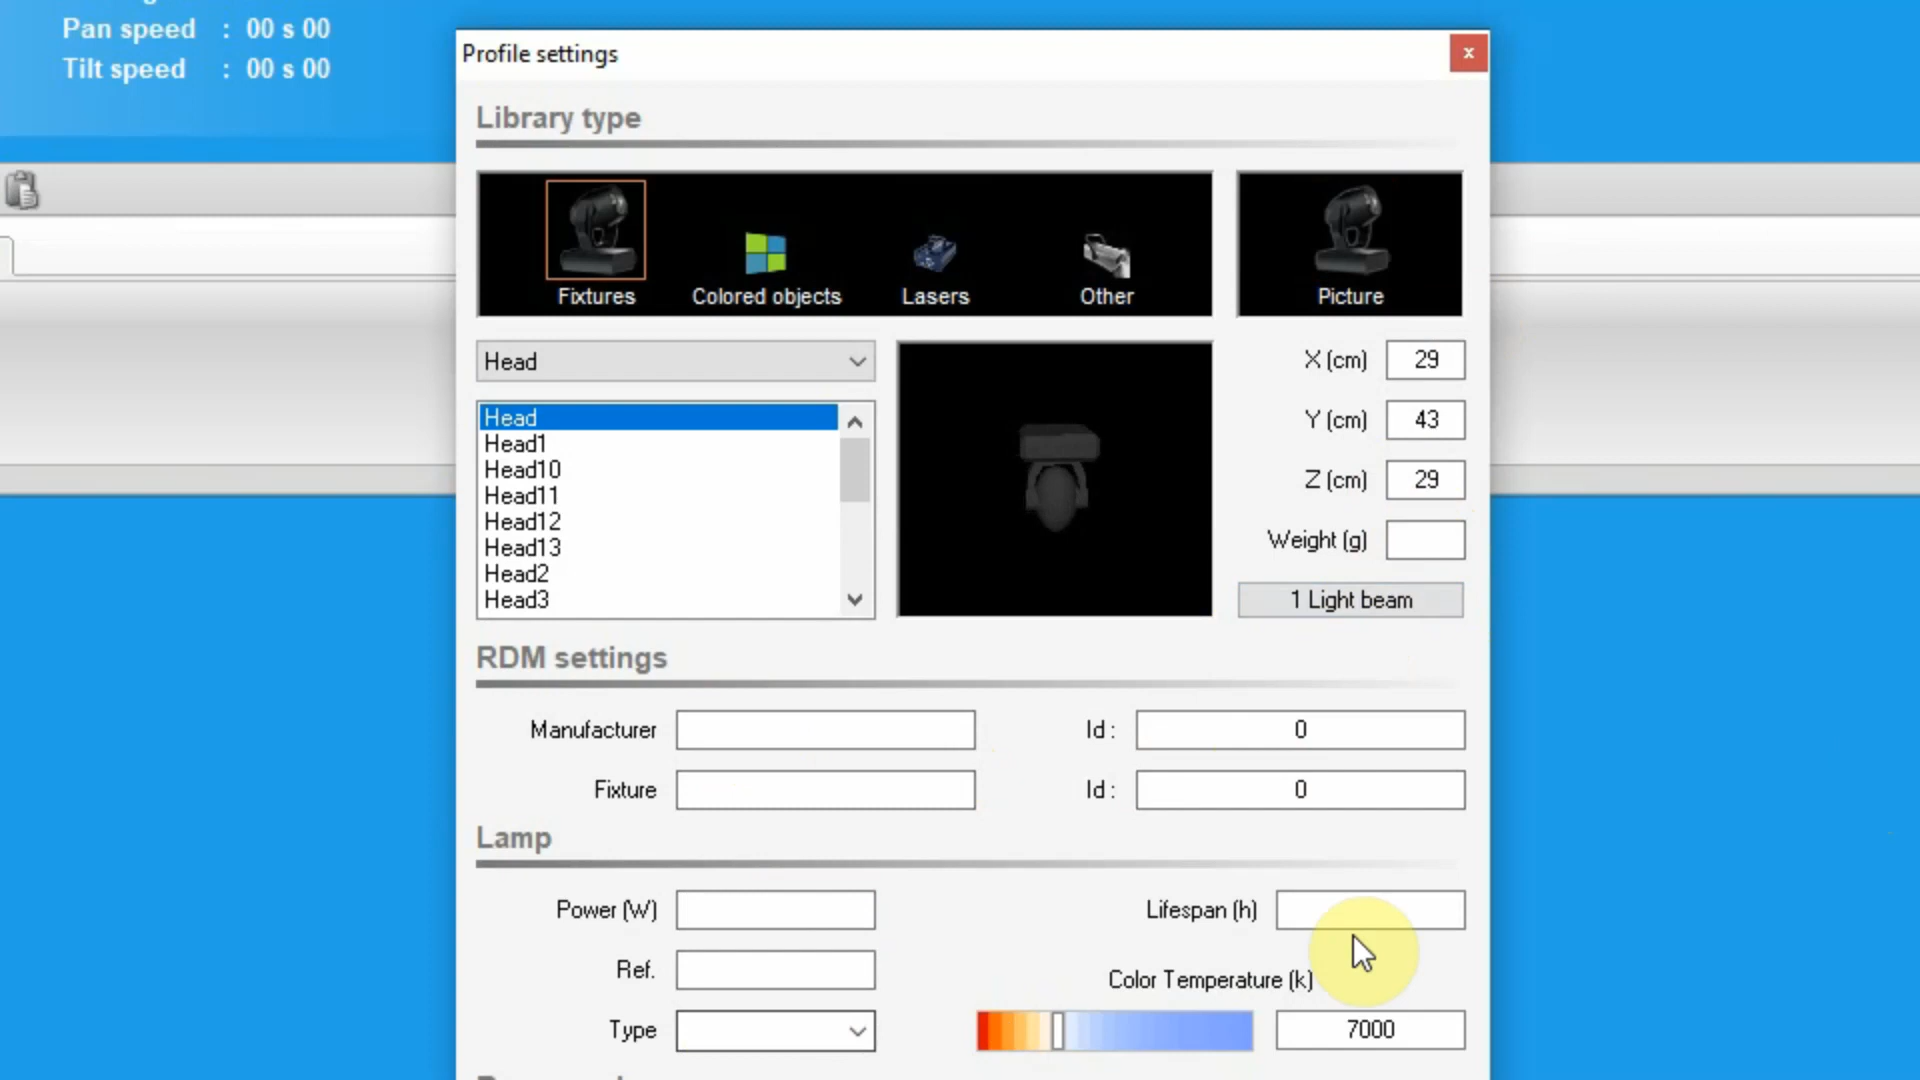 Pan speed : 00 s 00
Tilt speed : 00 s 00
Profile settings
x
Library type
Fixtures
Colored objects
Lasers
Other
Picture
Head
Head
Head1
Head10
Head11
Head12
Head13
Head2
Head3
X (cm) 29
Y (cm) 43
Z (cm) 29
Weight (g)
1 Light beam
RDM settings
Manufacturer
Id : 0
Fixture
Id : 0
Lamp
Power (W)
Lifespan (h)
Ref.
Color Temperature (k)
Type
7000